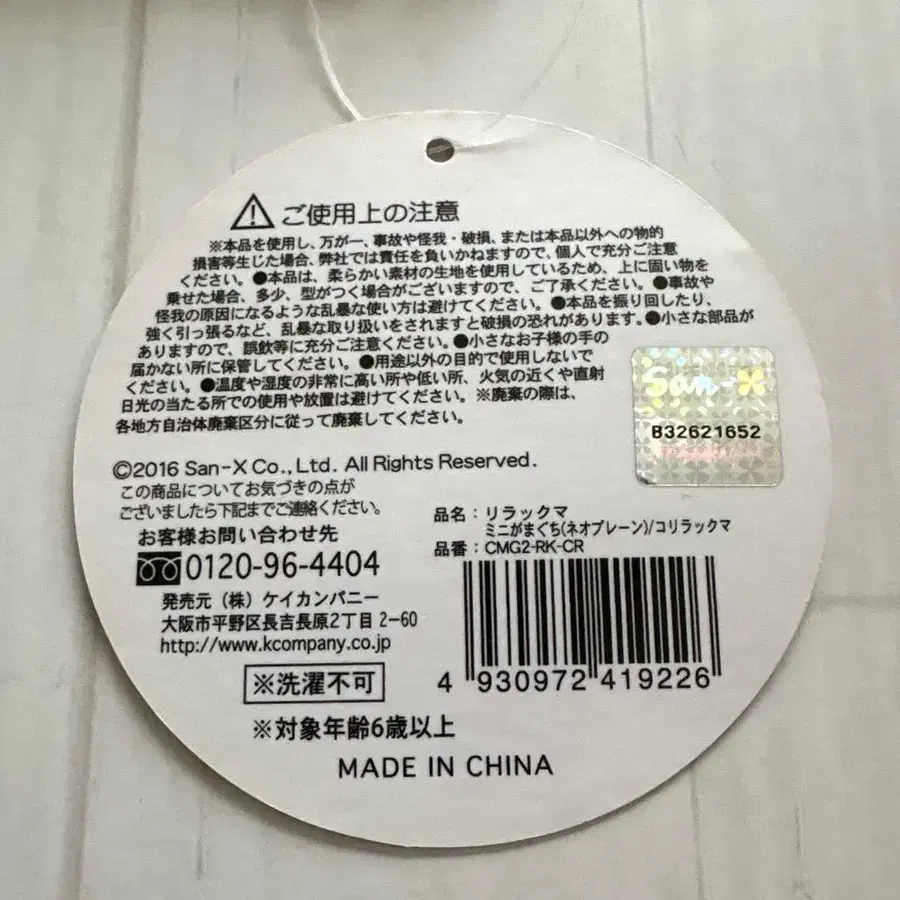 ご使用上の注意
※本品を使用し、万が一、事故や怪我・破損、または本品以外への物的
損害等生じた場合、弊社では責任を負いかねますので、個人で充分ご注意
ください。●本品は、柔らかい素材の生地を使用しているため、上に固い物を
乗せた場合、多少、型がつく場合がございますので、ご了承ください。●事故や
怪我の原因になるような乱暴な使い方は避けてください。●本品を振り回したり、
強く引っ張るなど、乱暴な取り扱いをされますと破損の恐れがあります。●小さな部品が
ありますので、誤飲等に充分ご注意ください。●小さなお子様の手の
届かない所に保管してください。●用途以外の目的で使用しないで
ください。●温度や湿度の非常に高い所や低い所、火気の近くや直射
日光の当たる所での使用や放置は避けてください。※廃棄の際は、
各地方自治体廃棄区分に従って廃棄してください。
San-X
B32621652
©2016 San-X Co., Ltd. All Rights Reserved.
この商品についてお気づきの点が
ございましたら下記までご連絡ください。
お客様お問い合わせ先
0120-96-4404
発売元（株）ケイカンパニー
大阪市平野区長吉長原2丁目2-60
http://www.kcompany.co.jp
※洗濯不可
※対象年齢6歳以上
品名：リラックマ
ミニがまぐち(ネオプレーン)/コリラックマ
品番：CMG2-RK-CR
4 930972 419226
MADE IN CHINA